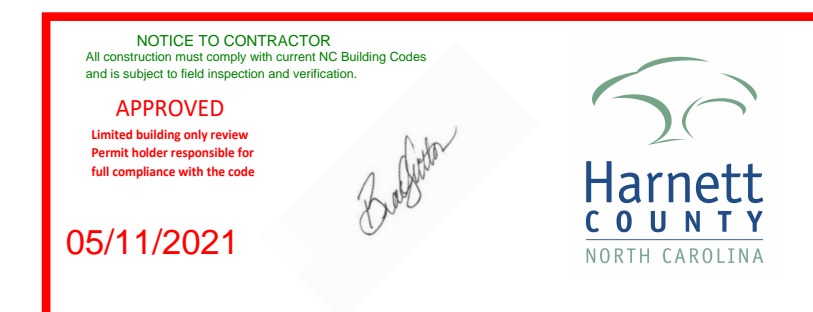 NOTICE TO CONTRACTOR
All construction must comply with current NC Building Codes
and is subject to field inspection and verification.
APPROVED
Limited building only review
Permit holder responsible for
full compliance with the code
05/11/2021
Harnett
COUNTY
NORTH CAROLINA